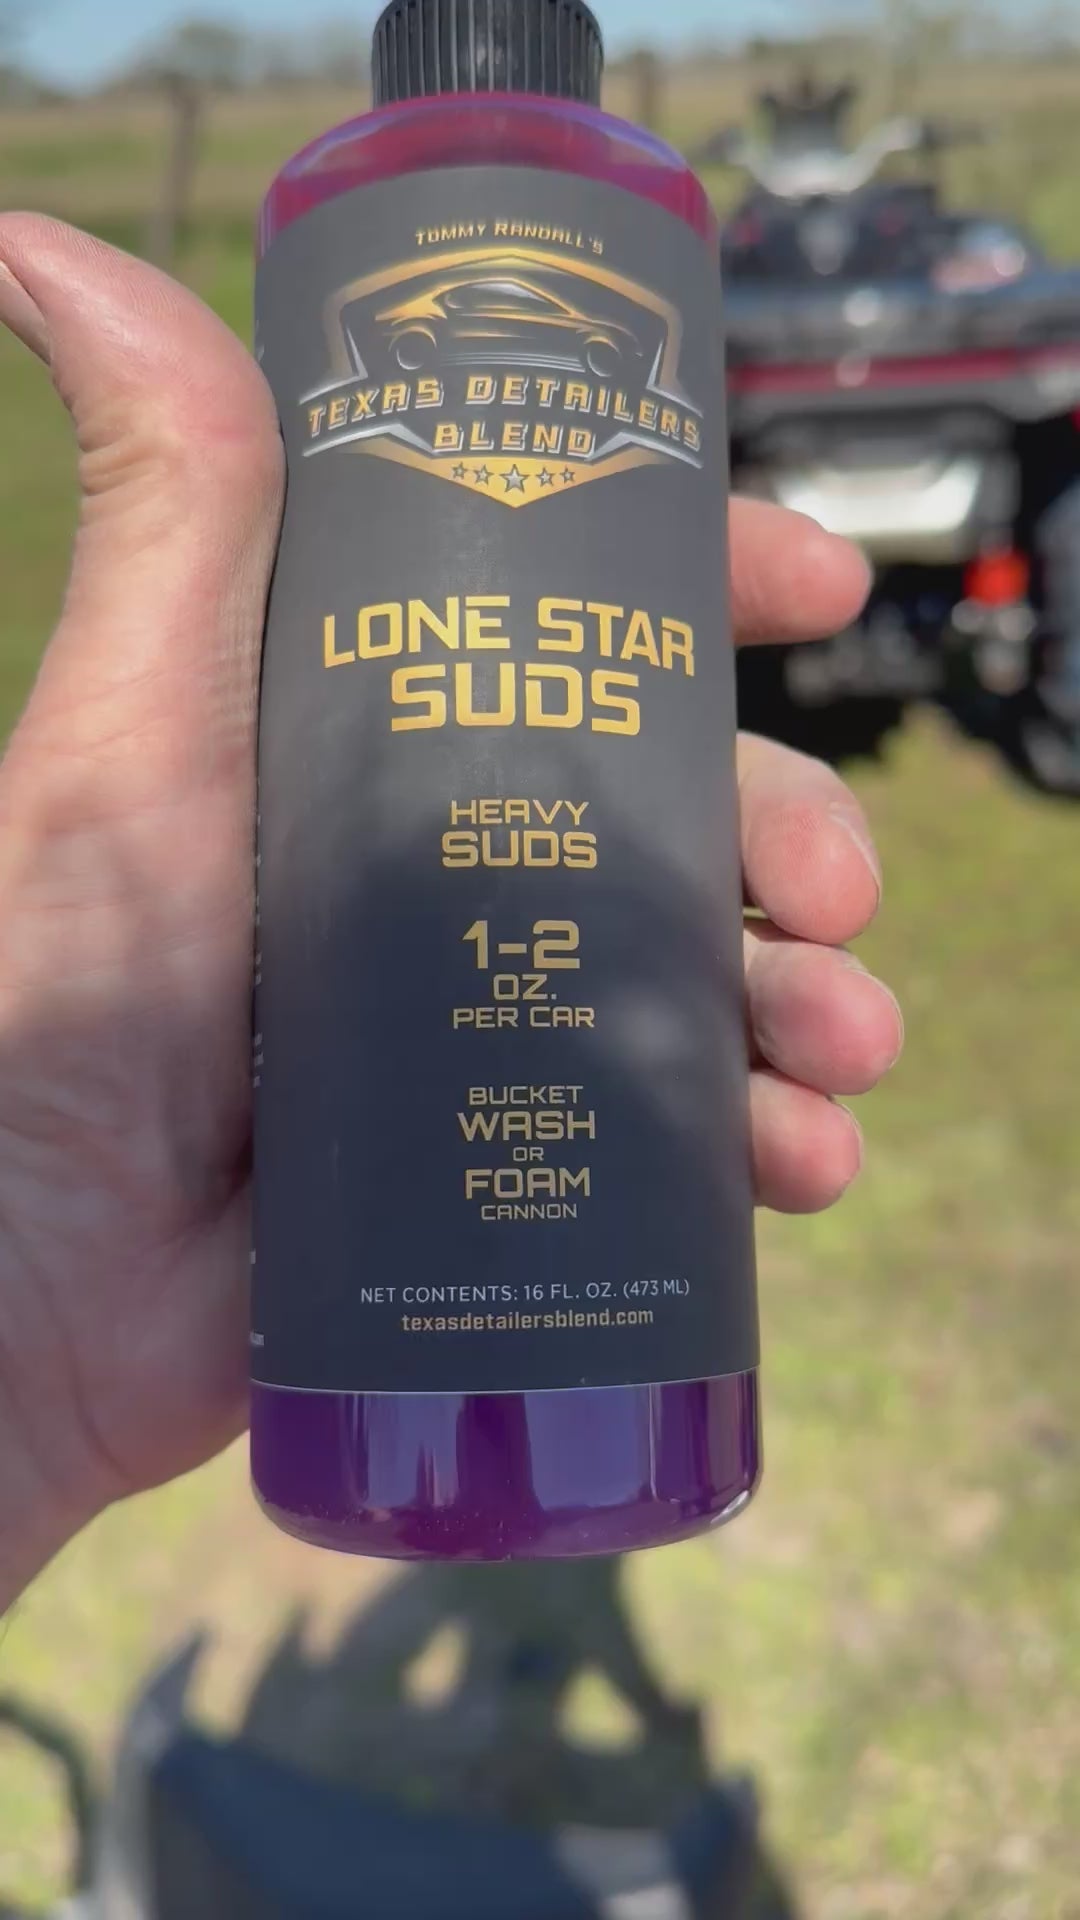 TOMMY RANDALL'S
TEXAS DETAILERS
BLEND
LONE STAR
SUDS
HEAVY
SUDS
1-2
OZ.
PER CAR
BUCKET
WASH
OR
FOAM
CANNON
NET CONTENTS: 16 FL. OZ. (473 ML)
texasdetailersblend.com